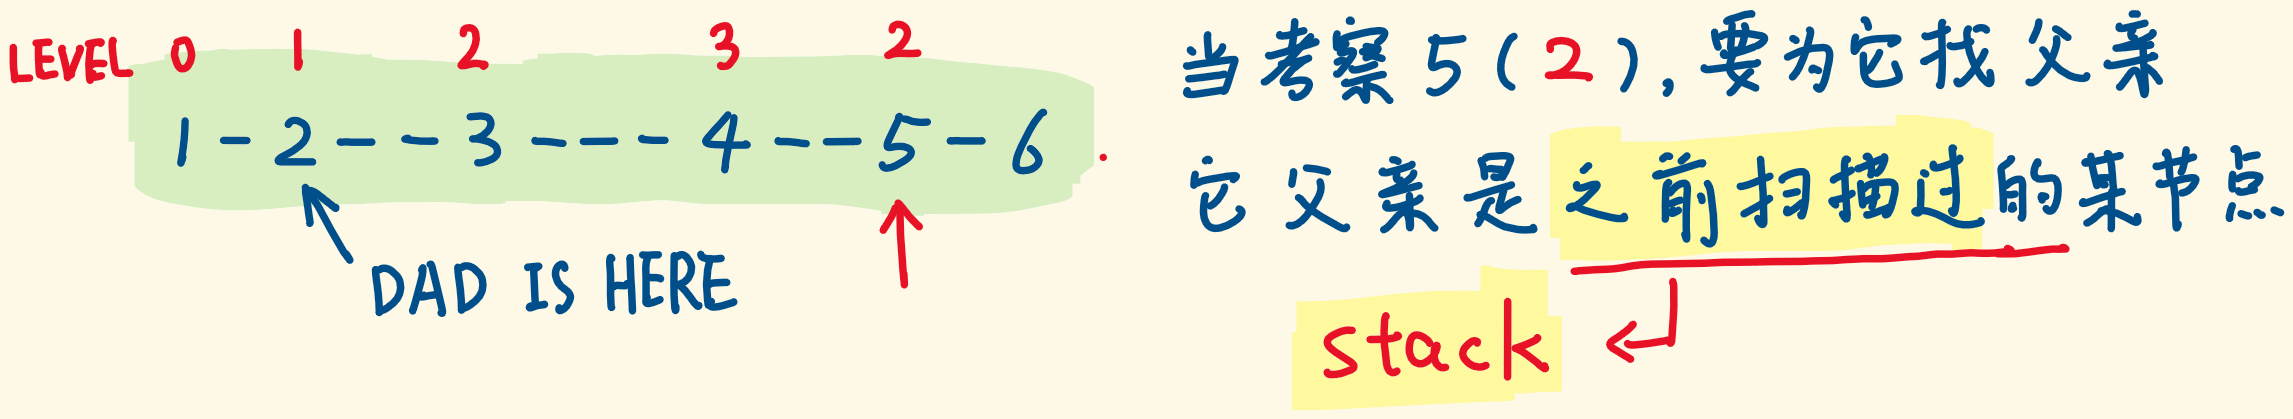 LEVEL 0 1 2 3 2
1 - 2 - - 3 - - - 4 - - 5 - 6
DAD IS HERE
当考察 5(2),要为它找父亲
它父亲是之前扫描过的某节点
stack